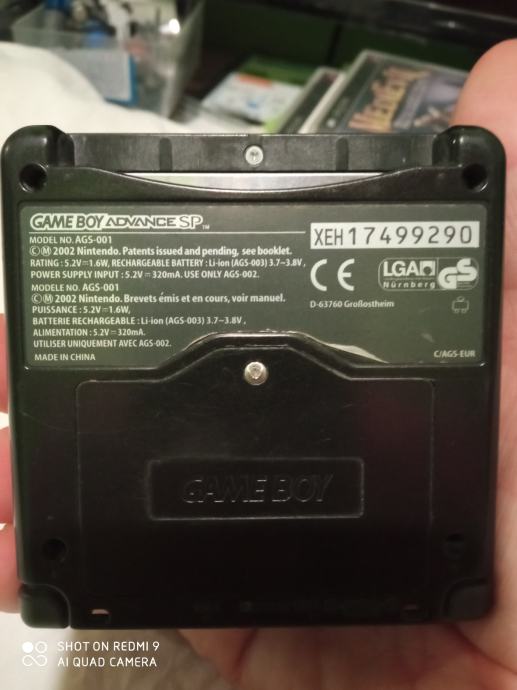 GAME BOY ADVANCE SP™
XEH17499290
MODEL NO. AGS-001
©Ⓜ 2002 Nintendo. Patents issued and pending, see booklet.
RATING : 5.2V⎓1.6W, RECHARGEABLE BATTERY : Li-ion (AGS-003) 3.7~3.8V,
POWER SUPPLY INPUT : 5.2V⎓320mA. USE ONLY AGS-002.
MODELE NO. AGS-001
©Ⓜ 2002 Nintendo. Brevets émis et en cours, voir manuel.
PUISSANCE : 5.2V⎓1.6W,
BATTERIE RECHARGEABLE : Li-ion (AGS-003) 3.7~3.8V,
ALIMENTATION : 5.2V⎓320mA.
UTILISER UNIQUEMENT AVEC AGS-002.
MADE IN CHINA
CE
LGA
Nürnberg
GS
D-63760 Großostheim
C/AGS-EUR
GAME BOY
SHOT ON REDMI 9
AI QUAD CAMERA